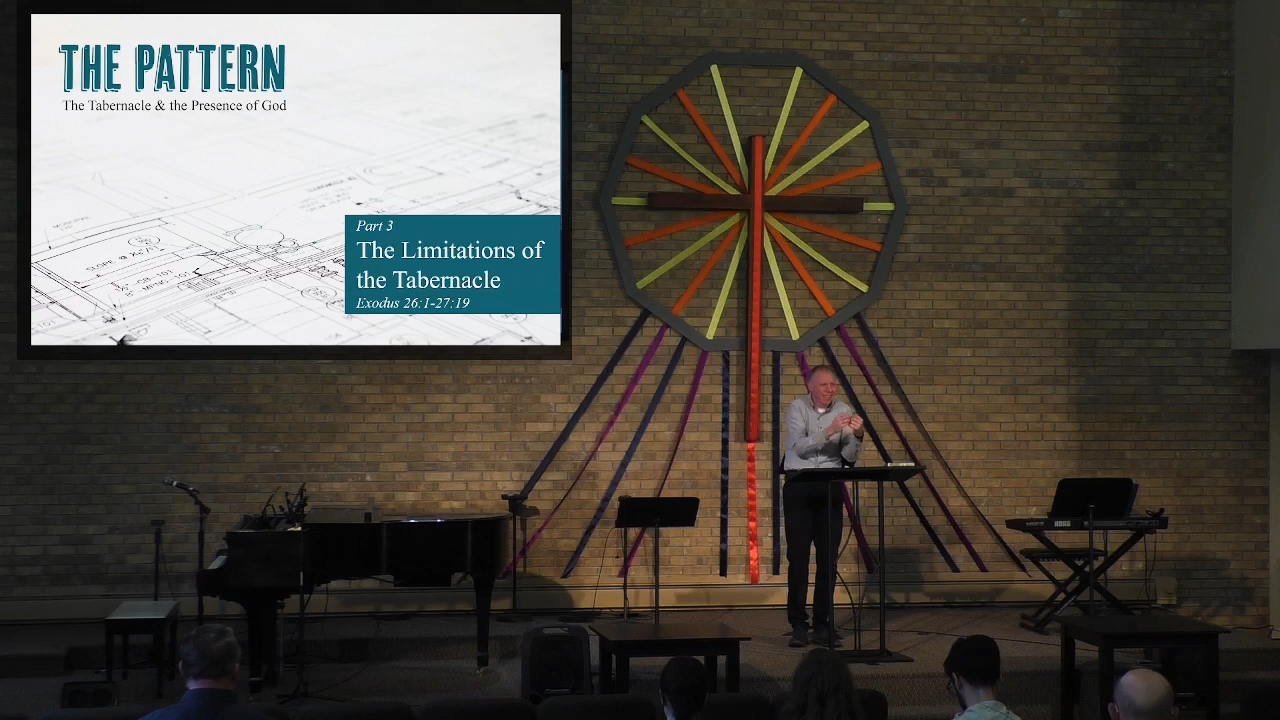 THE PATTERN
The Tabernacle & the Presence of God
Part 3
The Limitations of
the Tabernacle
Exodus 26:1-27:19
KORG